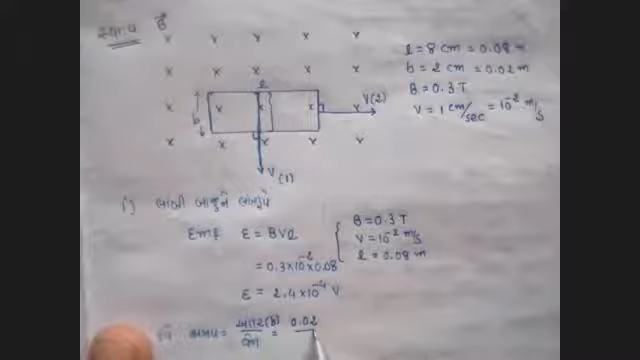 l = 8 cm = 0.08 m
b = 2 cm = 0.02 m
B = 0.3 T
V = 1 cm/sec = 10⁻² m/s
x x x x x
x x x x x
l
x x x x x
V(2)
b
x x x x x
V(1)
i) લાંબી બાજુને લંબરૂપે
Emf ε = BVl
B = 0.3 T
= 0.3×10⁻²×0.08
V = 10⁻² m/s
l = 0.08 m
ε = 2.4×10⁻⁴ V
સમય = અંતર(b)/વેગ = 0.02